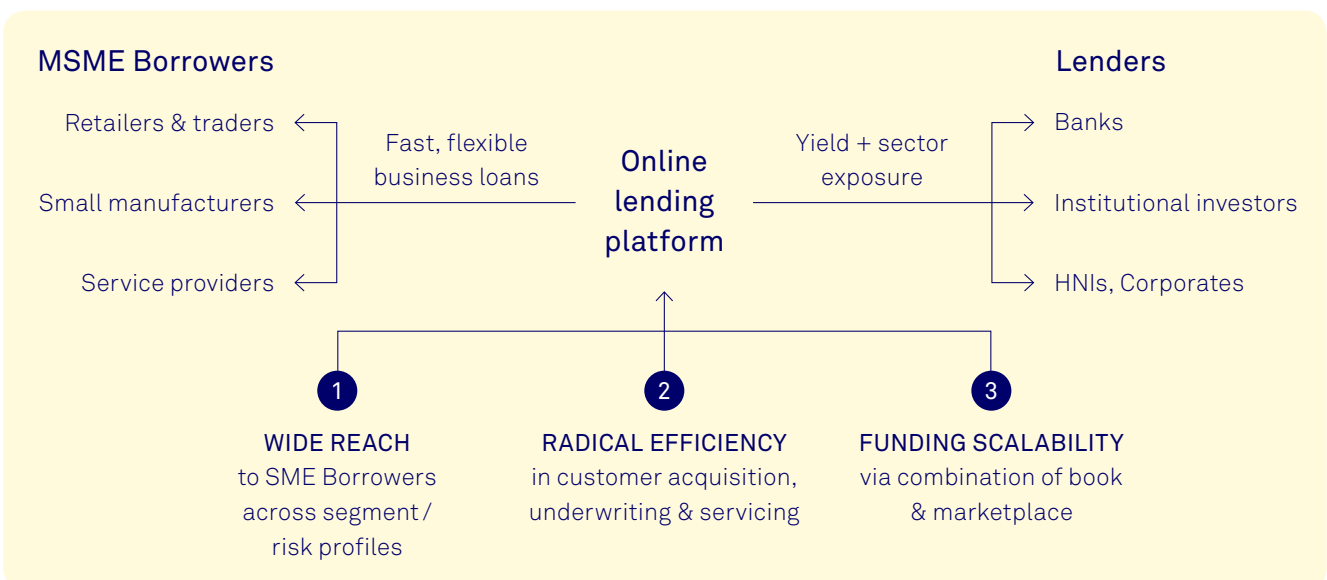 MSME Borrowers
Retailers & traders
Small manufacturers
Service providers
Fast, flexible
business loans
Online
lending
platform
Yield + sector
exposure
Lenders
Banks
Institutional investors
HNIs, Corporates
1
WIDE REACH
to SME Borrowers
across segment /
risk profiles
2
RADICAL EFFICIENCY
in customer acquisition,
underwriting & servicing
3
FUNDING SCALABILITY
via combination of book
& marketplace